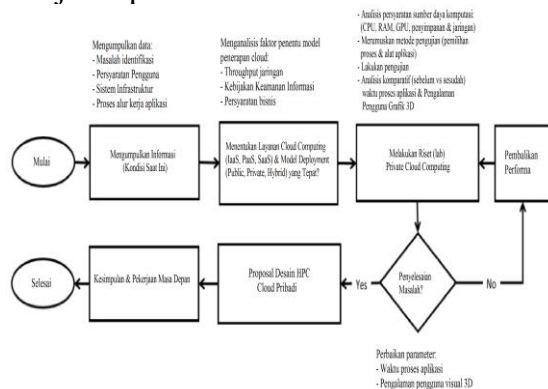 Mengumpulkan data:
- Masalah identifikasi
- Persyaratan Pengguna
- Sistem Infrastruktur
- Proses alur kerja aplikasi
Menganalisis faktor penentu model
penerapan cloud:
- Throughput jaringan
- Kebijakan Keamanan Informasi
- Persyaratan bisnis
- Analisis persyaratan sumber daya komputasi
(CPU, RAM, GPU, penyimpanan & jaringan)
- Merumuskan metode pengujian (pemilihan
proses & alat aplikasi)
- Lakukan pengujian
- Analisis komparatif (sebelum vs sesudah)
waktu proses aplikasi & Pengalaman
Pengguna Grafik 3D
Mulai
Mengumpulkan Informasi
(Kondisi Saat Ini)
Menentukan Layanan Cloud Computing
(IaaS, PaaS, SaaS) & Model Deployment
(Public, Private, Hybrid) yang Tepat?
Melakukan Riset (lab)
Private Cloud Computing
Pembalikan
Performa
Selesai
Kesimpulan & Pekerjaan Masa Depan
Proposal Desain HPC
Cloud Pribadi
Yes
Penyelesaian
Masalah?
No
Perbaikan parameter:
- Waktu proses aplikasi
- Pengalaman pengguna visual 3D